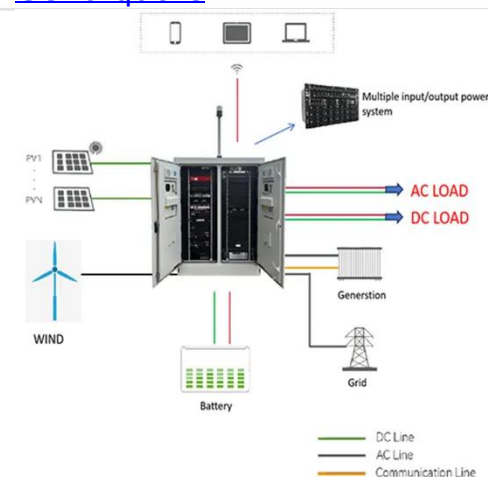 Multiple input/output power
system
PV1
PVN
AC LOAD
DC LOAD
WIND
Generstion
Grid
Battery
DC Line
AC Line
Communication Line